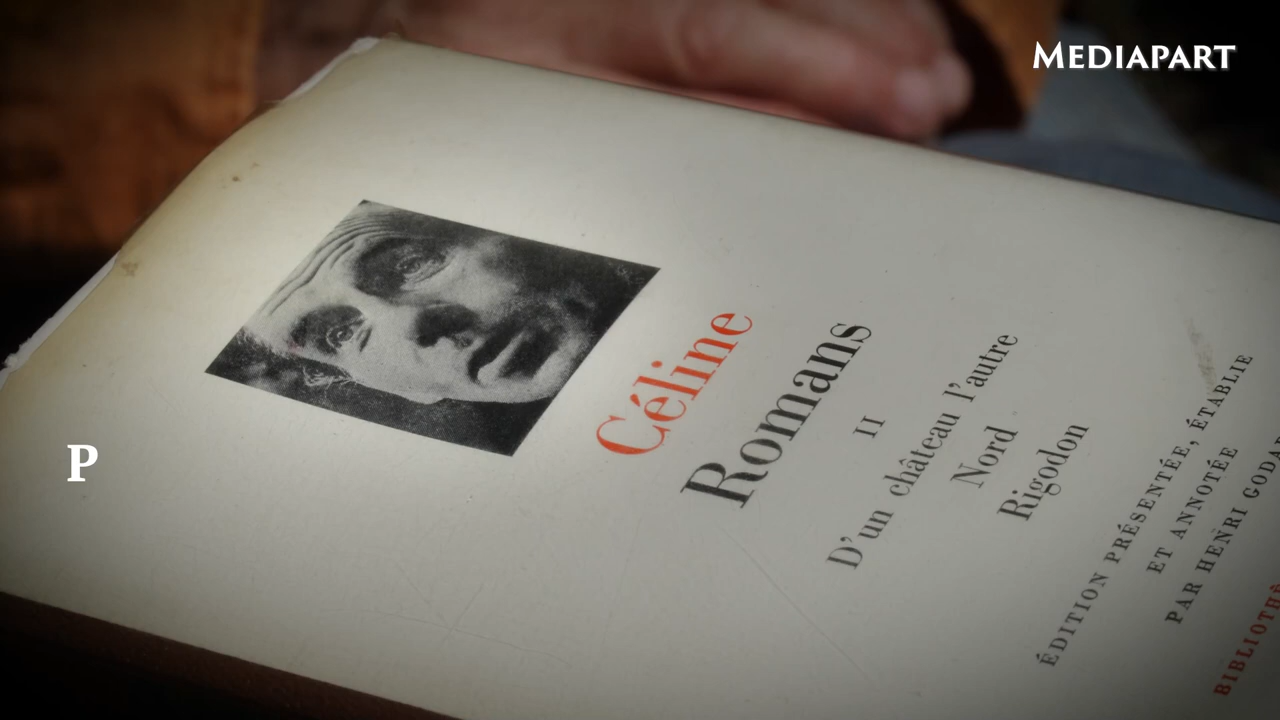 MEDIAPART
P
Céline
Romans
II
D'un château l'autre
Nord
Rigodon
ÉDITION PRÉSENTÉE, ÉTABLIE
ET ANNOTÉE
PAR HENRI